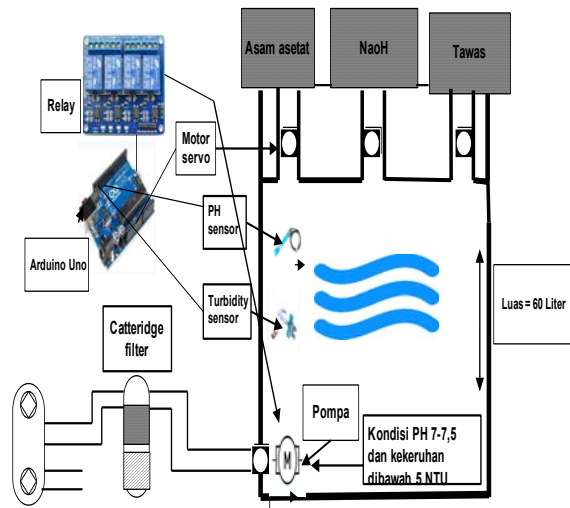 Asam asetat
NaoH
Tawas
Relay
Motor
servo
PH
sensor
Arduino Uno
Turbidity
sensor
Luas = 60 Liter
Catteridge
filter
Pompa
Kondisi PH 7-7,5
dan kekeruhan
dibawah 5 NTU
M